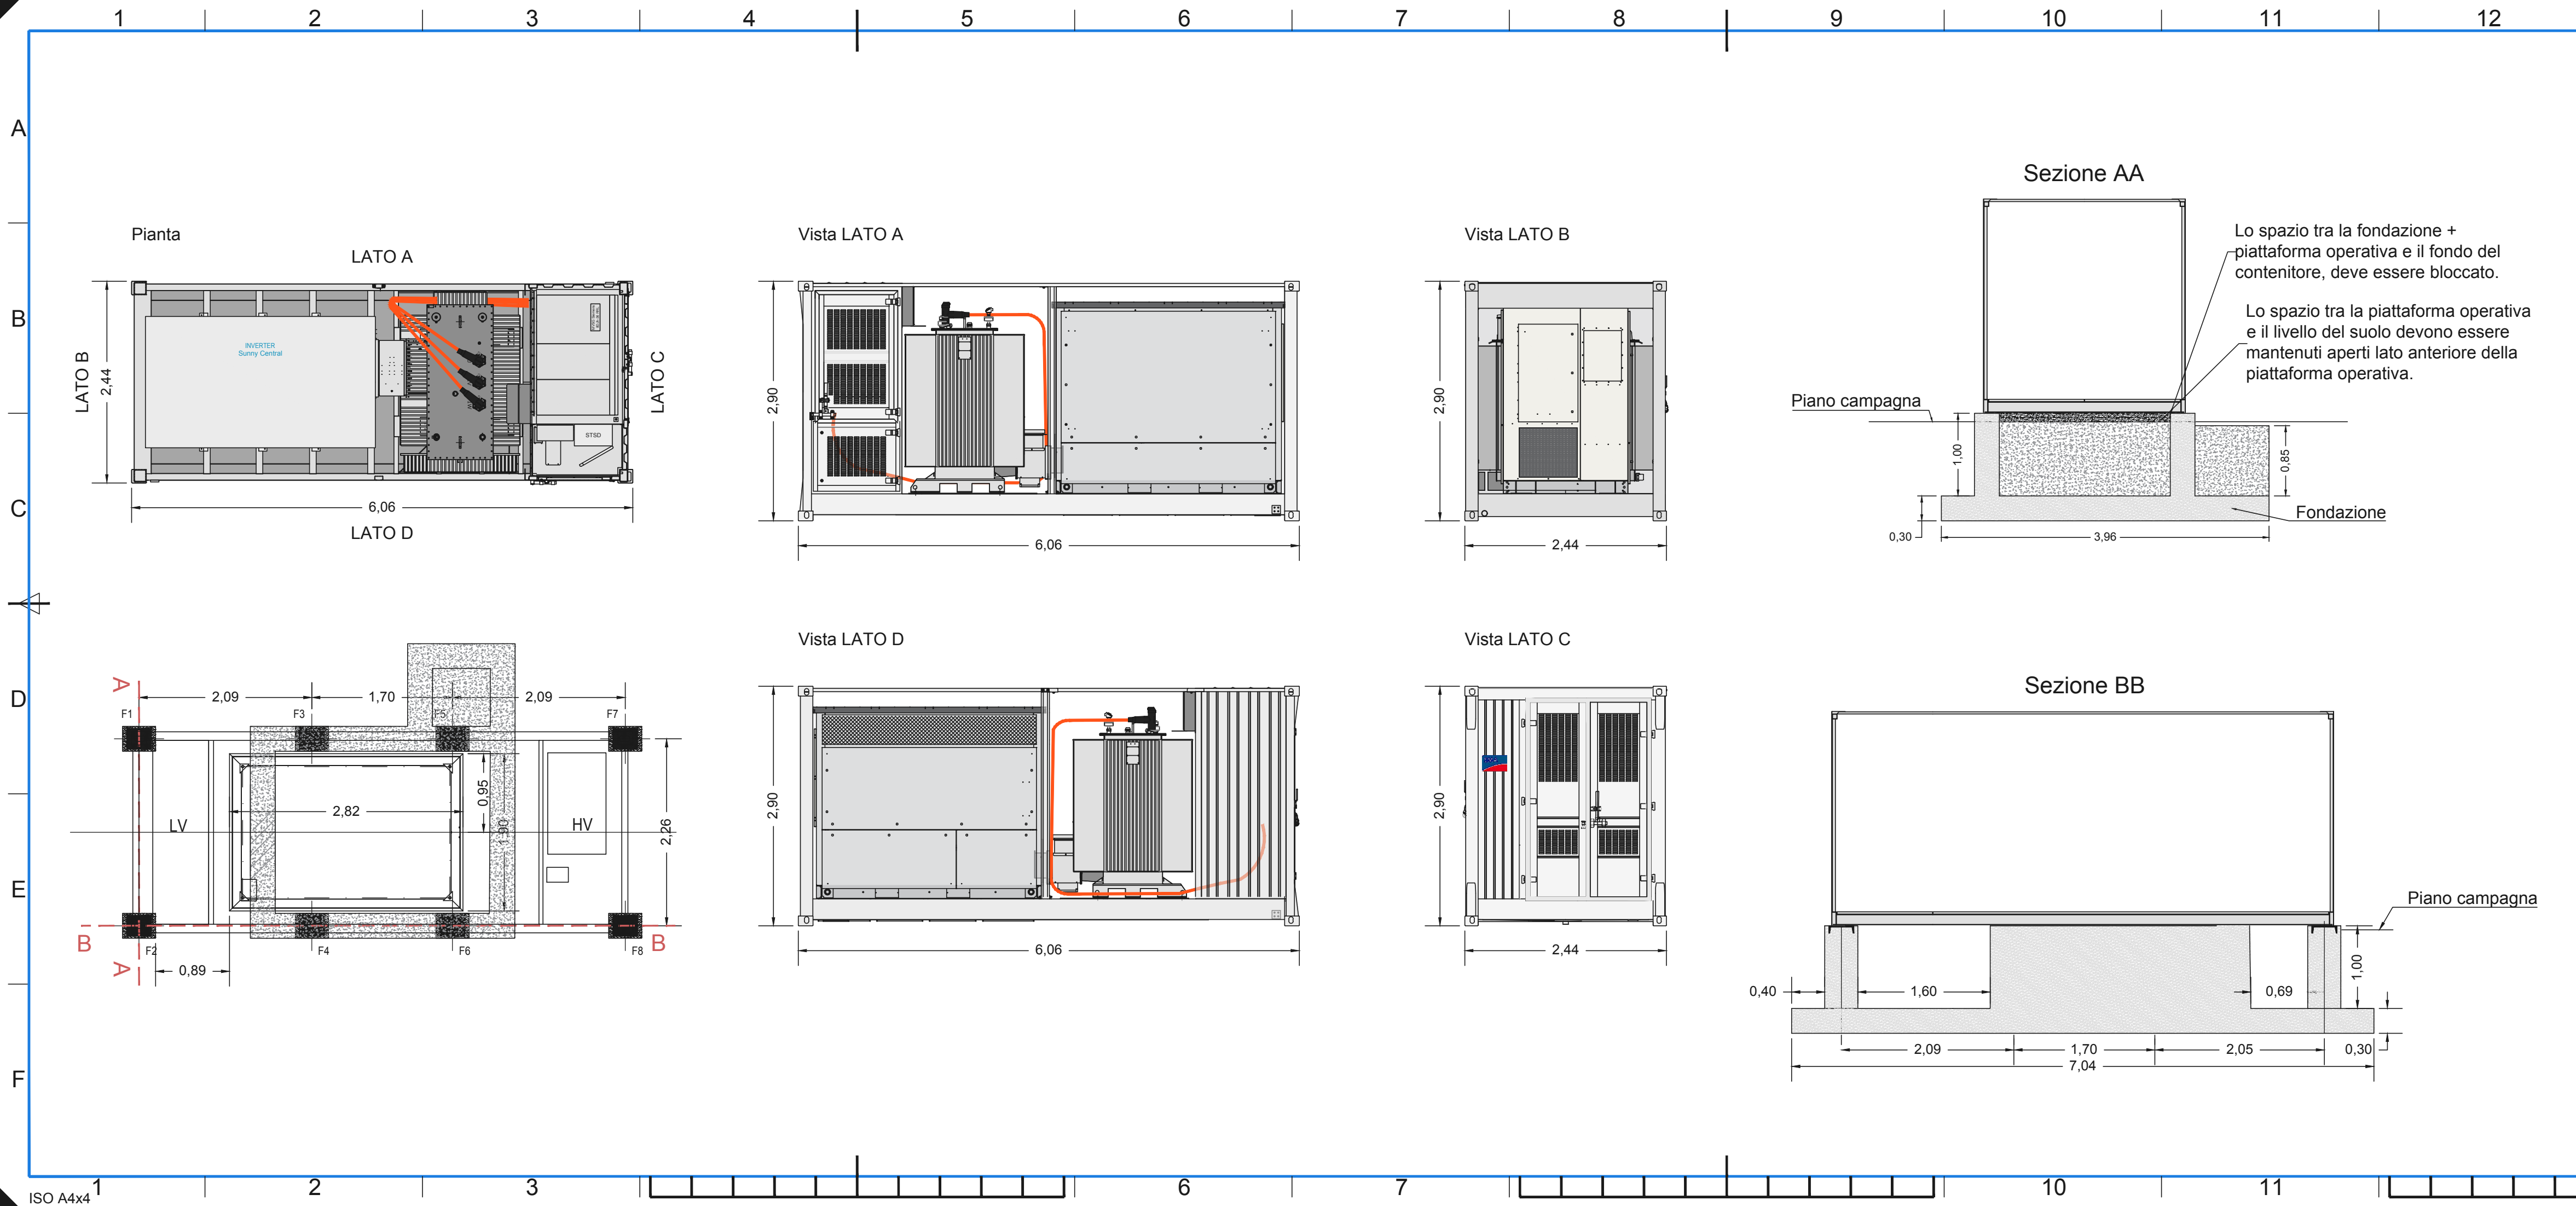 1 2 3 4 5 6 7 8 9 10 11 12
A
B
C
D
E
F
Pianta
LATO A
LATO B
2,44
INVERTER
Sunny Central
STSD
LATO C
6,06
LATO D
Vista LATO A
2,90
6,06
Vista LATO B
2,90
2,44
Sezione AA
Lo spazio tra la fondazione +
piattaforma operativa e il fondo del
contenitore, deve essere bloccato.
Lo spazio tra la piattaforma operativa
e il livello del suolo devono essere
mantenuti aperti lato anteriore della
piattaforma operativa.
Piano campagna
1,00
0,85
Fondazione
0,30
3,96
A
2,09
1,70
2,09
F1
F3
F5
F7
0,95
2,82
LV
1,90
HV
2,26
B
B
F2
F4
F6
F8
A
0,89
Vista LATO D
2,90
6,06
Vista LATO C
2,90
2,44
Sezione BB
Piano campagna
1,00
0,40
1,60
0,69
2,09
1,70
2,05
0,30
7,04
ISO A4x4
1 2 3 6 7 10 11